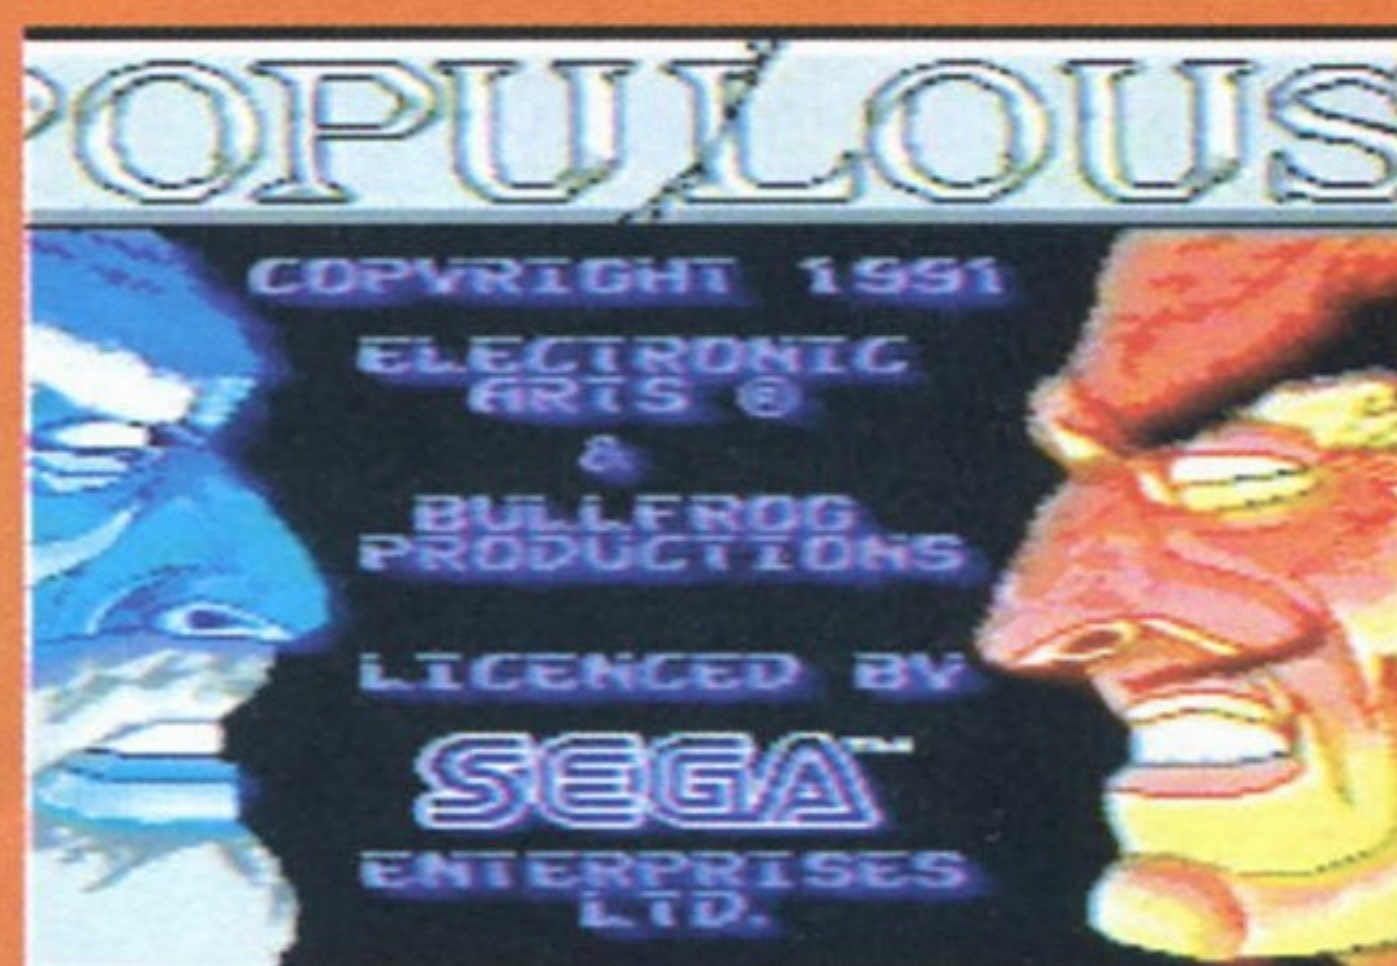 POPULOUS
COPYRIGHT 1991
ELECTRONIC
ARTS ®
&
BULLFROG
PRODUCTIONS
LICENCED BY
SEGA™
ENTERPRISES
LTD.